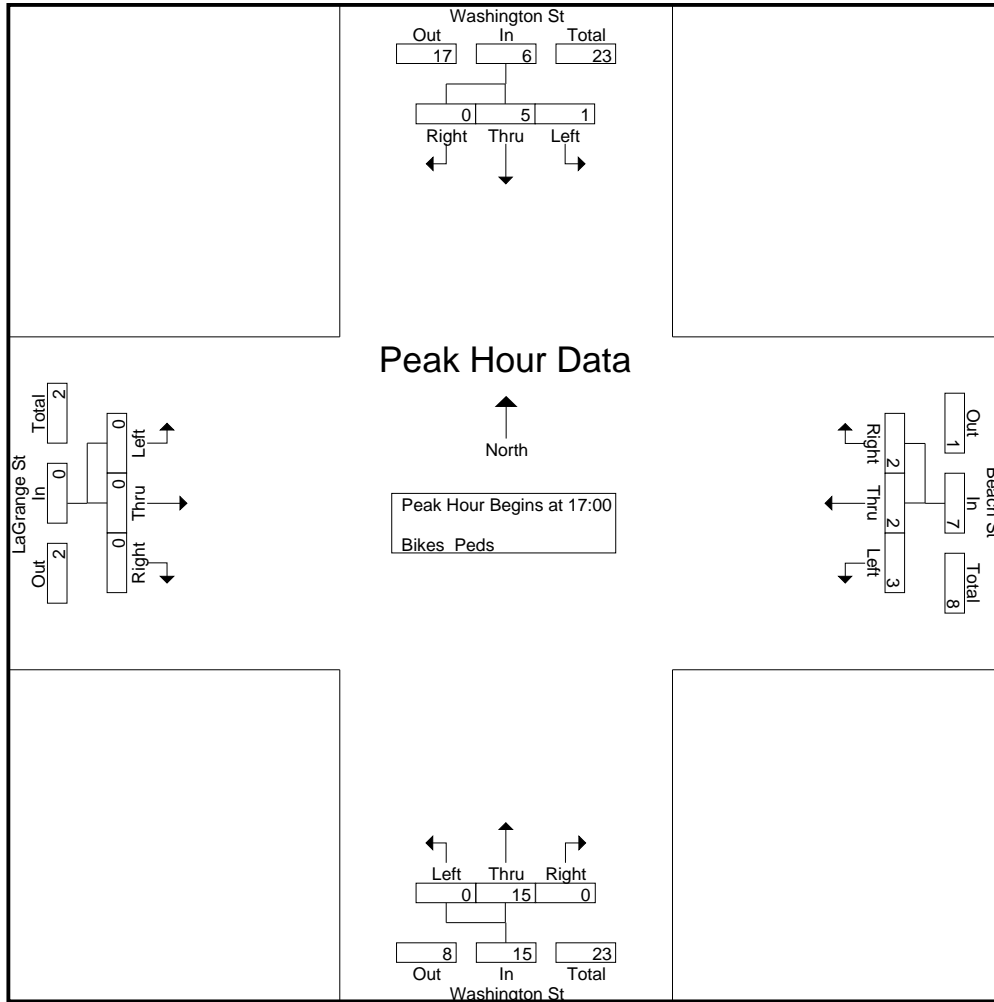 Washington St
Out In Total
17 6 23
0 5 1
Right Thru Left
Peak Hour Data
North
Peak Hour Begins at 17:00
Bikes Peds
LaGrange St
Total In Out
2 0 2
0 0 0
Left Thru Right
Right Thru Left
2 2 3
1 7 8
Out In Total
Beach St
Left Thru Right
0 15 0
8 15 23
Out In Total
Washington St